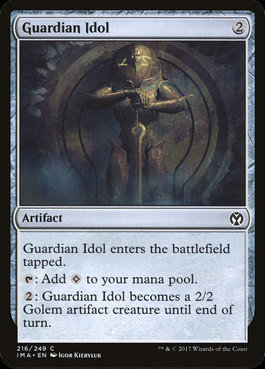 Guardian Idol 2
Artifact
Guardian Idol enters the battlefield
tapped.
: Add to your mana pool.
2: Guardian Idol becomes a 2/2
Golem artifact creature until end of
turn.
216/249 C
IMA • EN IGOR KIERYLUK
™ & © 2017 Wizards of the Coast